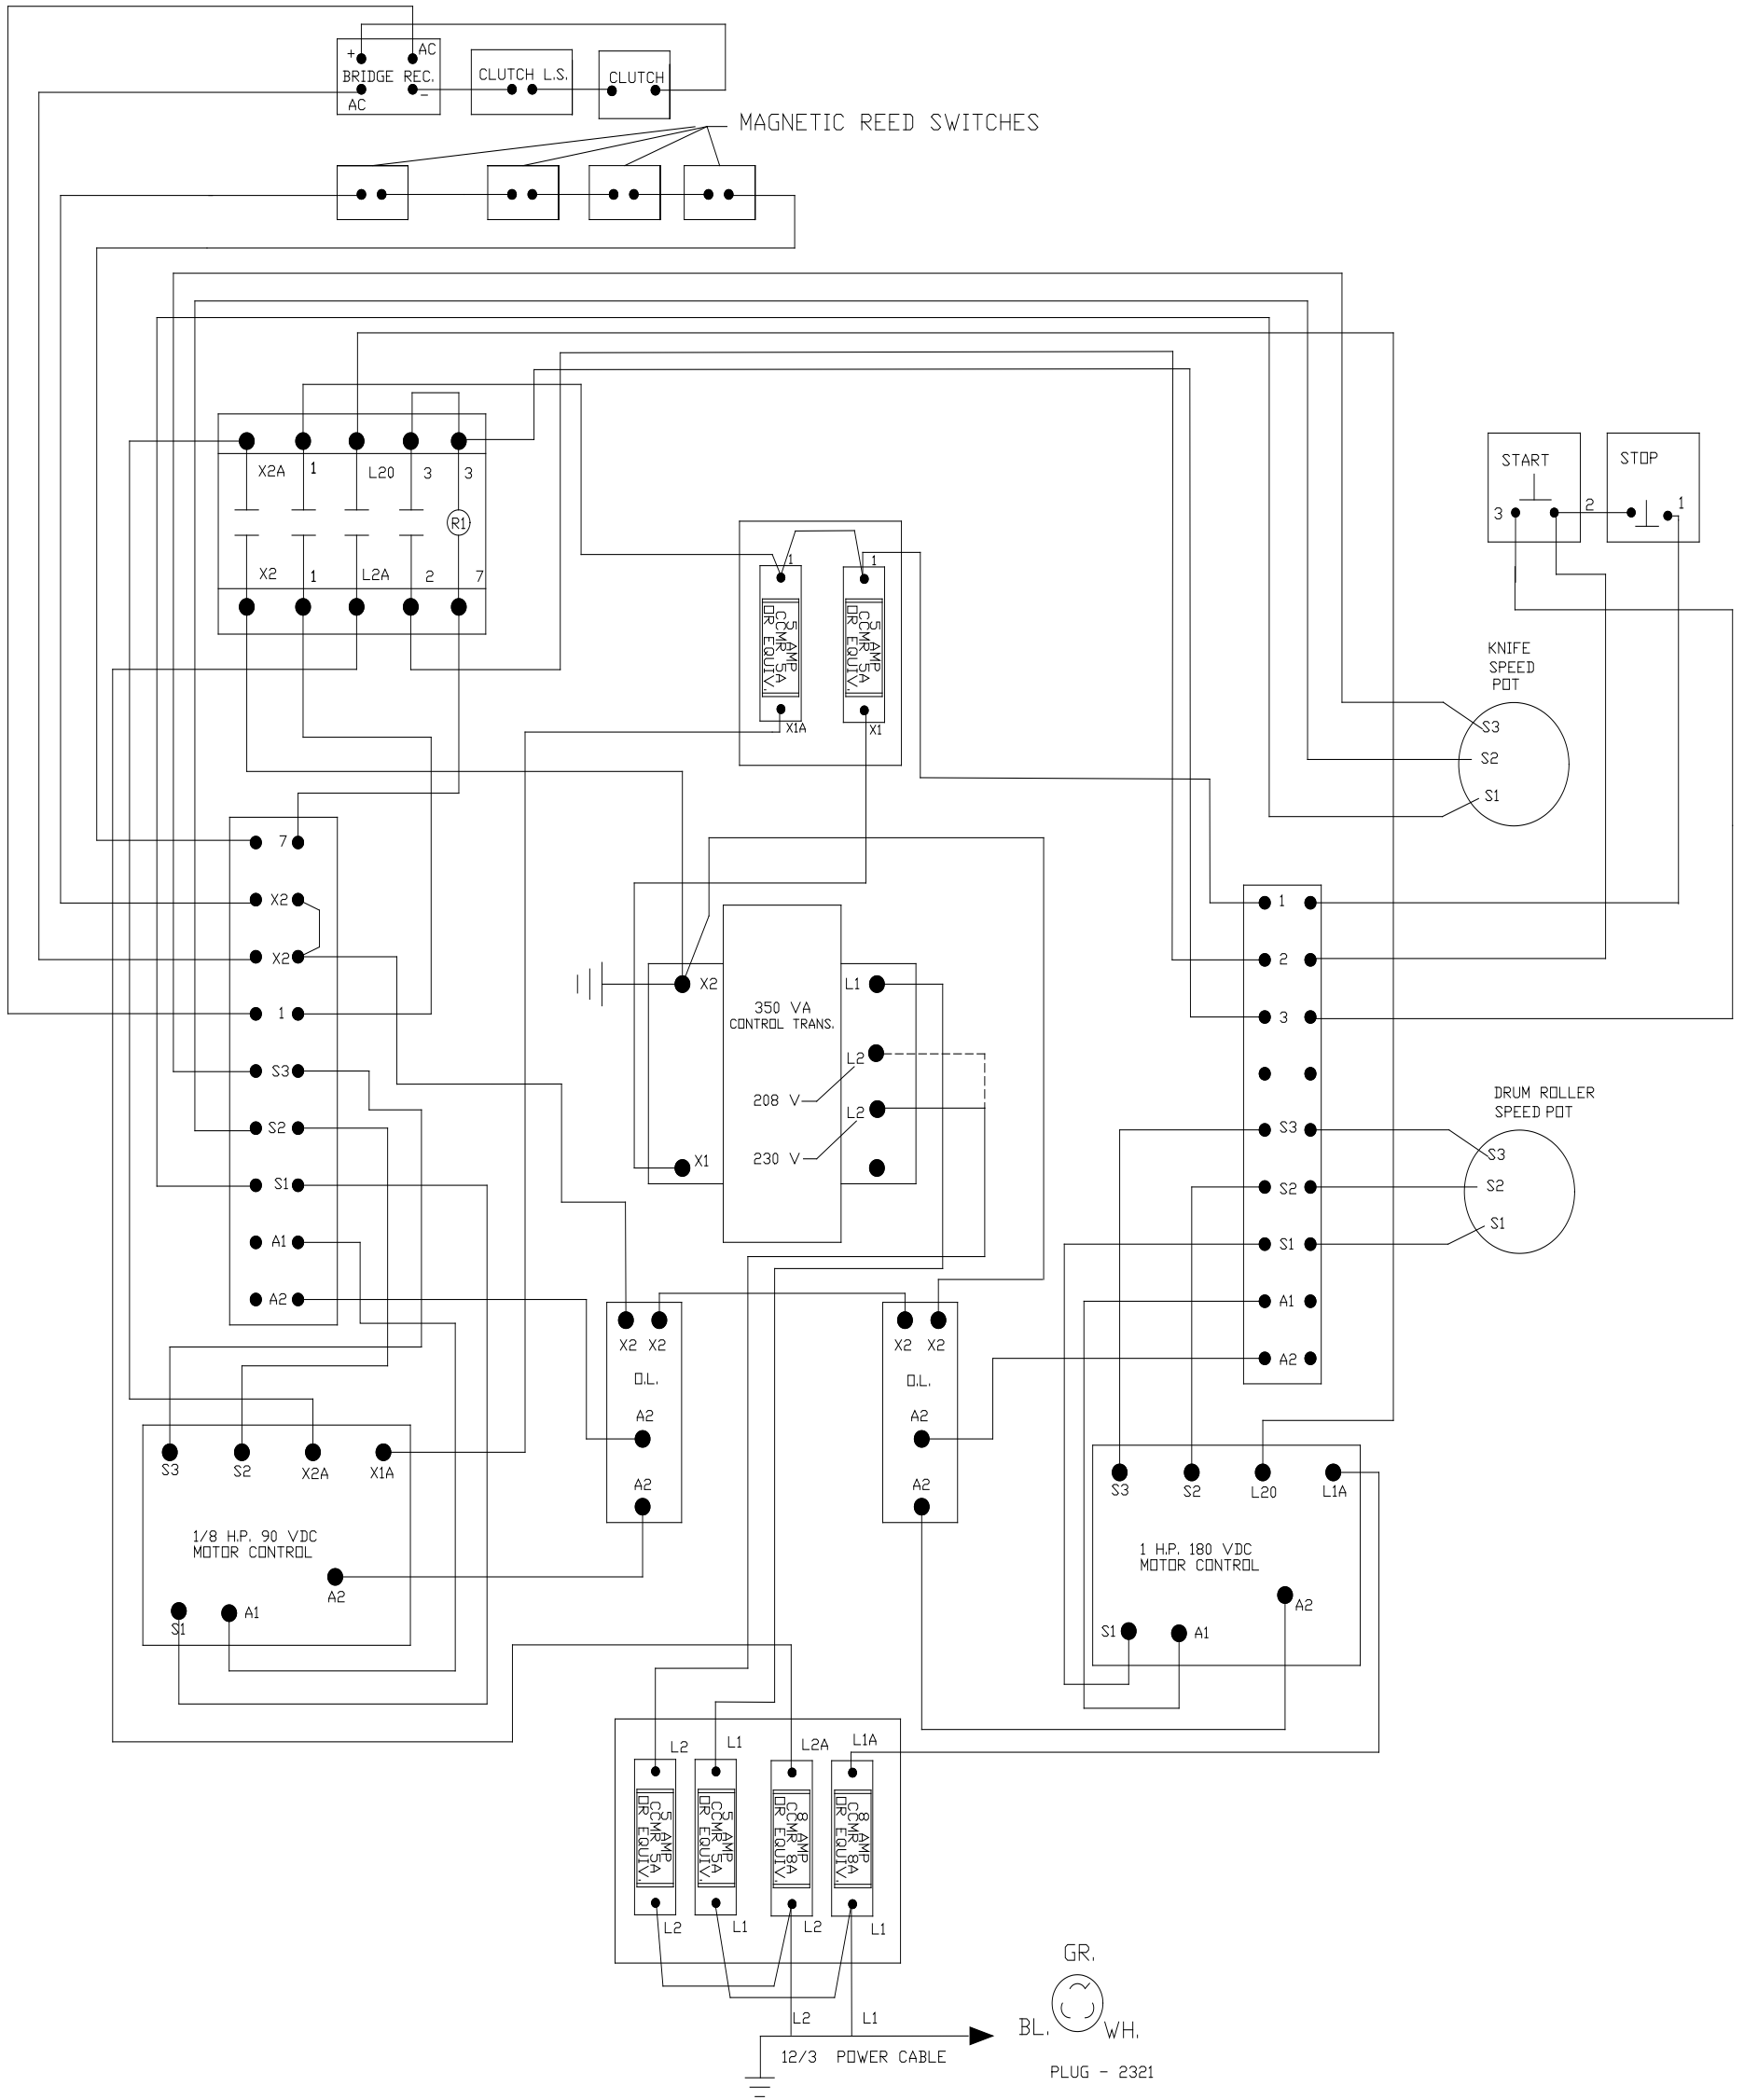 + AC
BRIDGE REC.
AC -
CLUTCH L.S.
CLUTCH
MAGNETIC REED SWITCHES
X2A 1 L20 3 3
R1
X2 1 L2A 2 7
START
3 2
STOP
1
1 1
5 AMP
CCMR 5A
OR EQUIV.
5 AMP
CCMR 5A
OR EQUIV.
X1A X1
KNIFE
SPEED
POT
S3
S2
S1
7
X2
X2
1
S3
S2
S1
A1
A2
X2 L1
350 VA
CONTROL TRANS.
L2
208 V
L2
230 V
X1
1
2
3
S3
S2
S1
A1
A2
DRUM ROLLER
SPEED POT
S3
S2
S1
X2 X2
O.L.
A2
A2
X2 X2
O.L.
A2
A2
S3 S2 X2A X1A
1/8 H.P. 90 VDC
MOTOR CONTROL
A2
S1 A1
S3 S2 L20 L1A
1 H.P. 180 VDC
MOTOR CONTROL
A2
S1 A1
L2 L1 L2A L1A
5 AMP
CCMR 5A
OR EQUIV.
5 AMP
CCMR 5A
OR EQUIV.
8 AMP
CCMR 8A
OR EQUIV.
8 AMP
CCMR 8A
OR EQUIV.
L2 L1 L2 L1
L2 L1
12/3 POWER CABLE
GR.
BL. WH.
PLUG - 2321